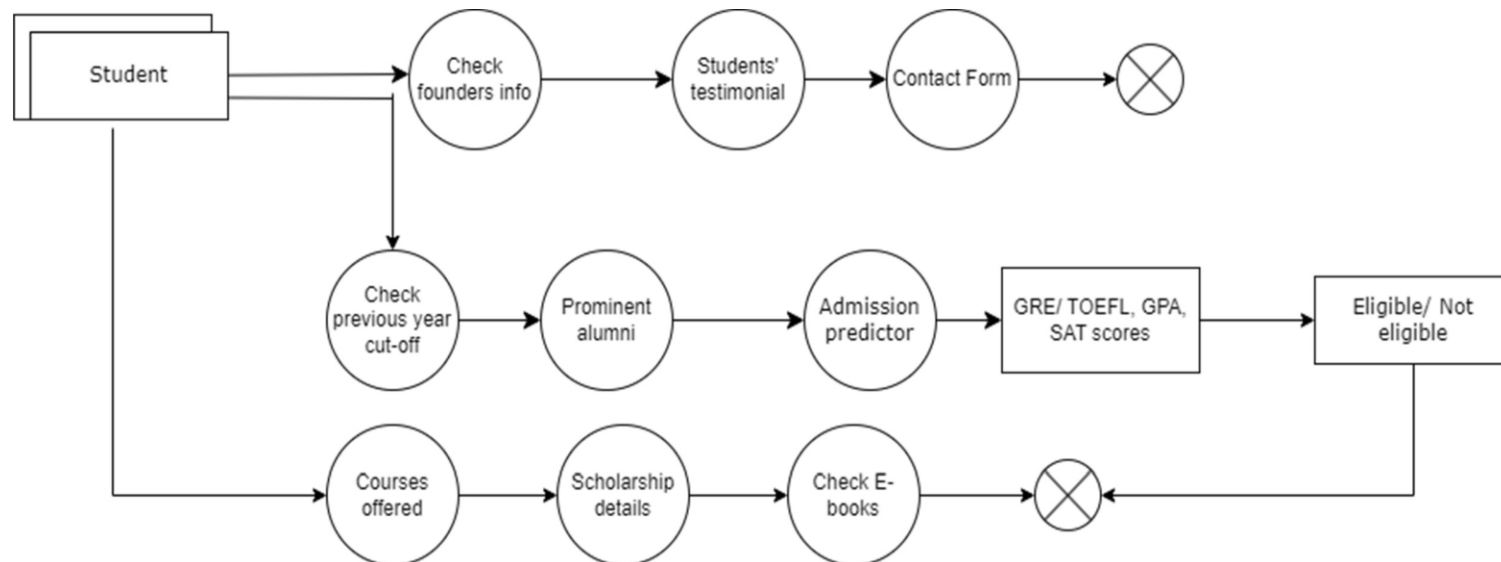 Student
Check
founders info
Students'
testimonial
Contact Form
Check
previous year
cut-off
Prominent
alumni
Admission
predictor
GRE/ TOEFL, GPA,
SAT scores
Eligible/ Not
eligible
Courses
offered
Scholarship
details
Check E-
books